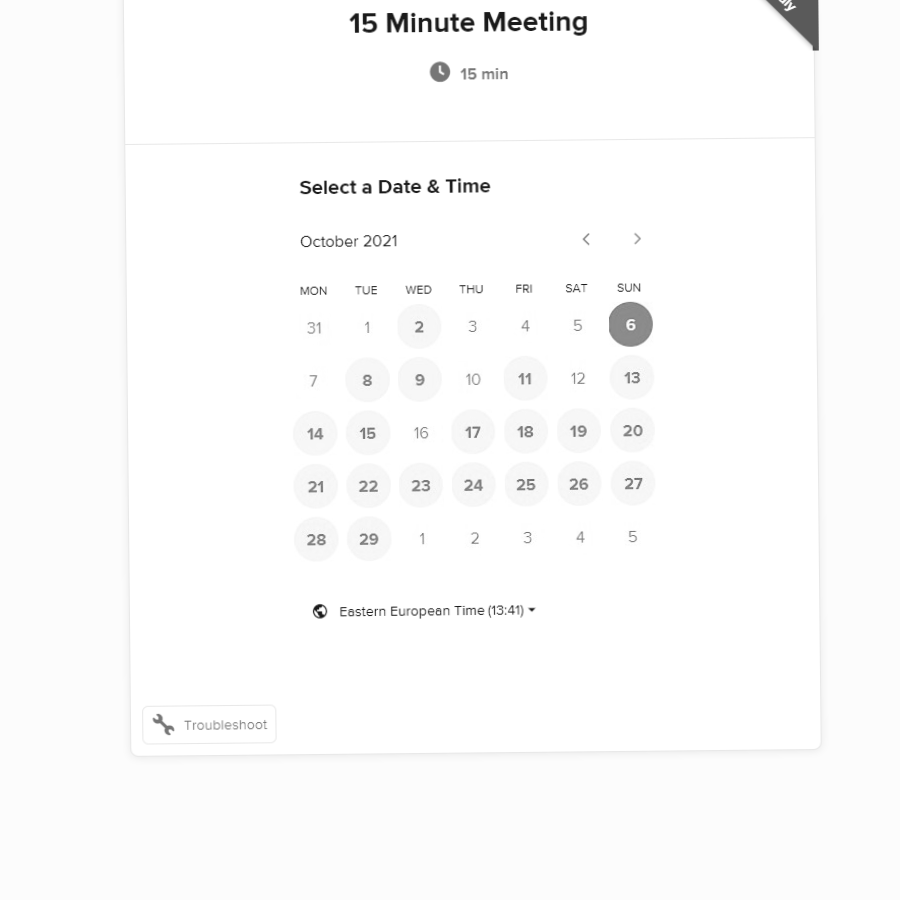 15 Minute Meeting
15 min
Select a Date & Time
October 2021
MON TUE WED THU FRI SAT SUN
31 1 2 3 4 5 6
7 8 9 10 11 12 13
14 15 16 17 18 19 20
21 22 23 24 25 26 27
28 29 1 2 3 4 5
Eastern European Time (13:41)
Troubleshoot